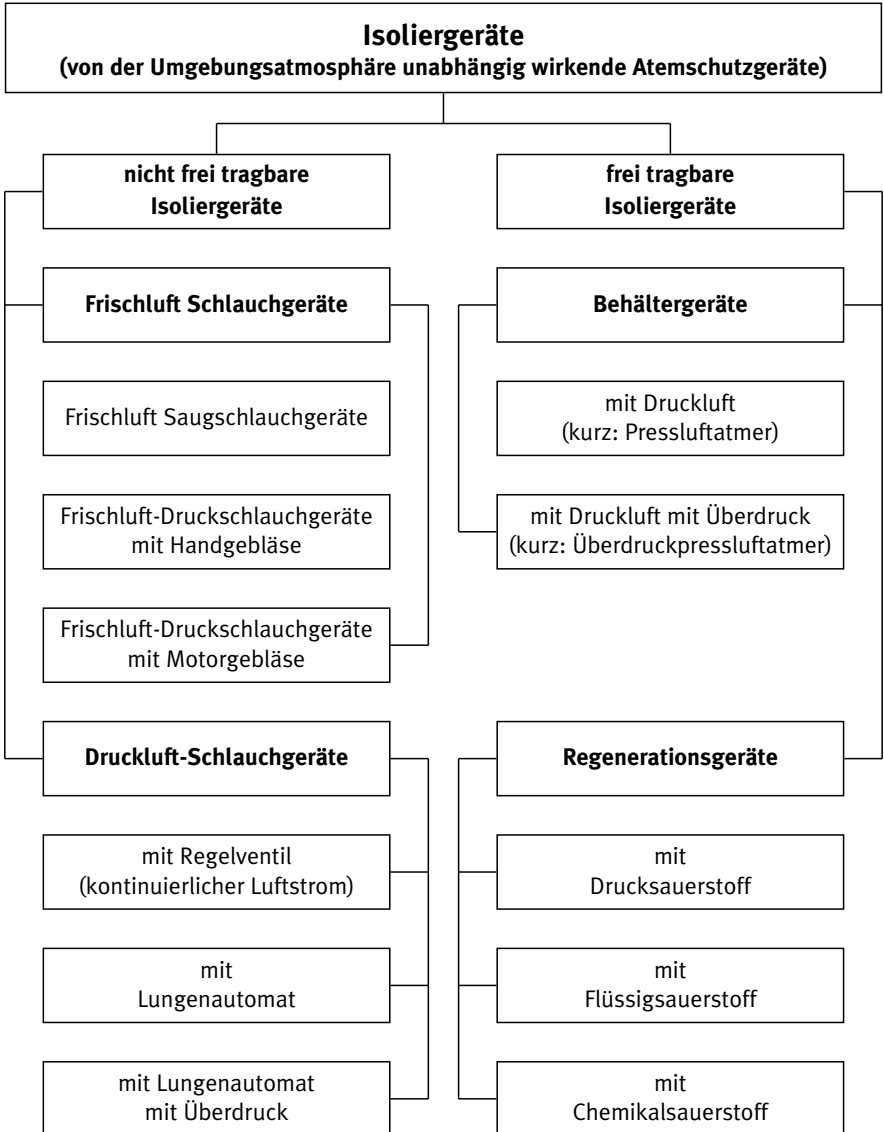 Isoliergeräte
(von der Umgebungsatmosphäre unabhängig wirkende Atemschutzgeräte)
nicht frei tragbare
Isoliergeräte
frei tragbare
Isoliergeräte
Frischluft Schlauchgeräte
Behältergeräte
Frischluft Saugschlauchgeräte
mit Druckluft
(kurz: Pressluftatmer)
Frischluft-Druckschlauchgeräte
mit Handgebläse
mit Druckluft mit Überdruck
(kurz: Überdruckpressluftatmer)
Frischluft-Druckschlauchgeräte
mit Motorgebläse
Druckluft-Schlauchgeräte
Regenerationsgeräte
mit Regelventil
(kontinuierlicher Luftstrom)
mit
Drucksauerstoff
mit
Lungenautomat
mit
Flüssigsauerstoff
mit Lungenautomat
mit Überdruck
mit
Chemikalsauerstoff